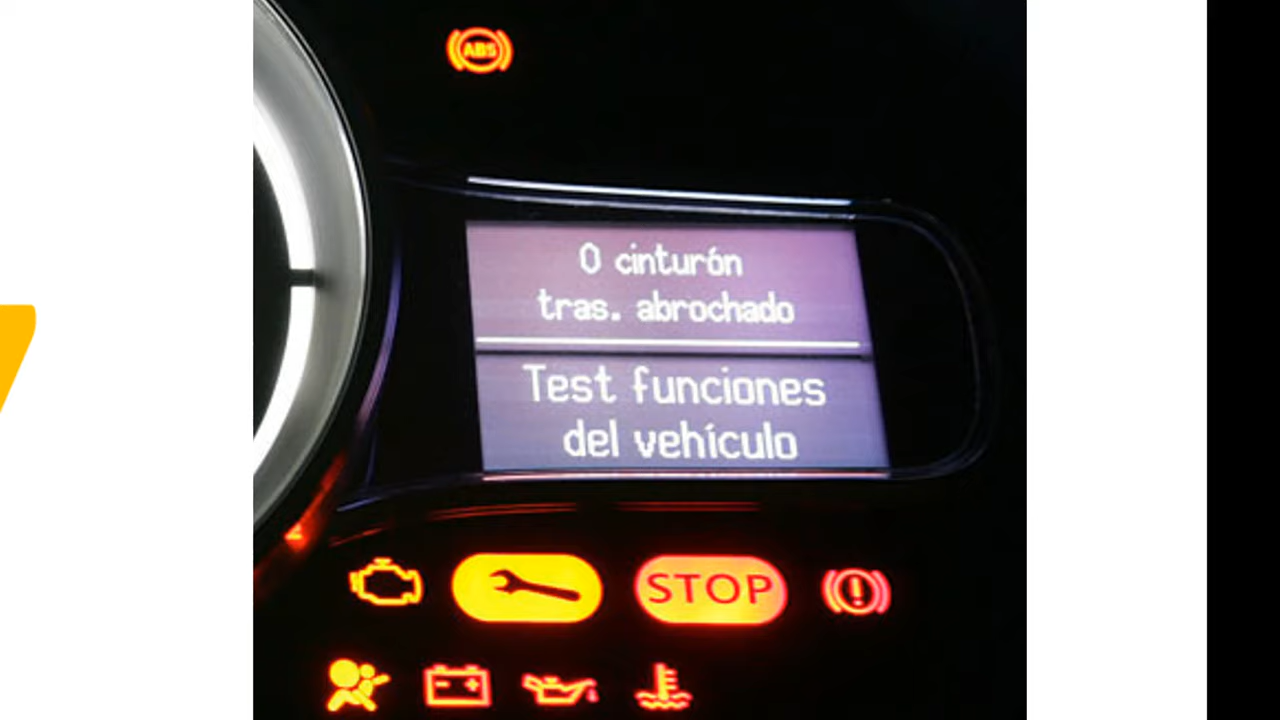 ABS
0 cinturón
tras. abrochado
Test funciones
del vehículo
STOP